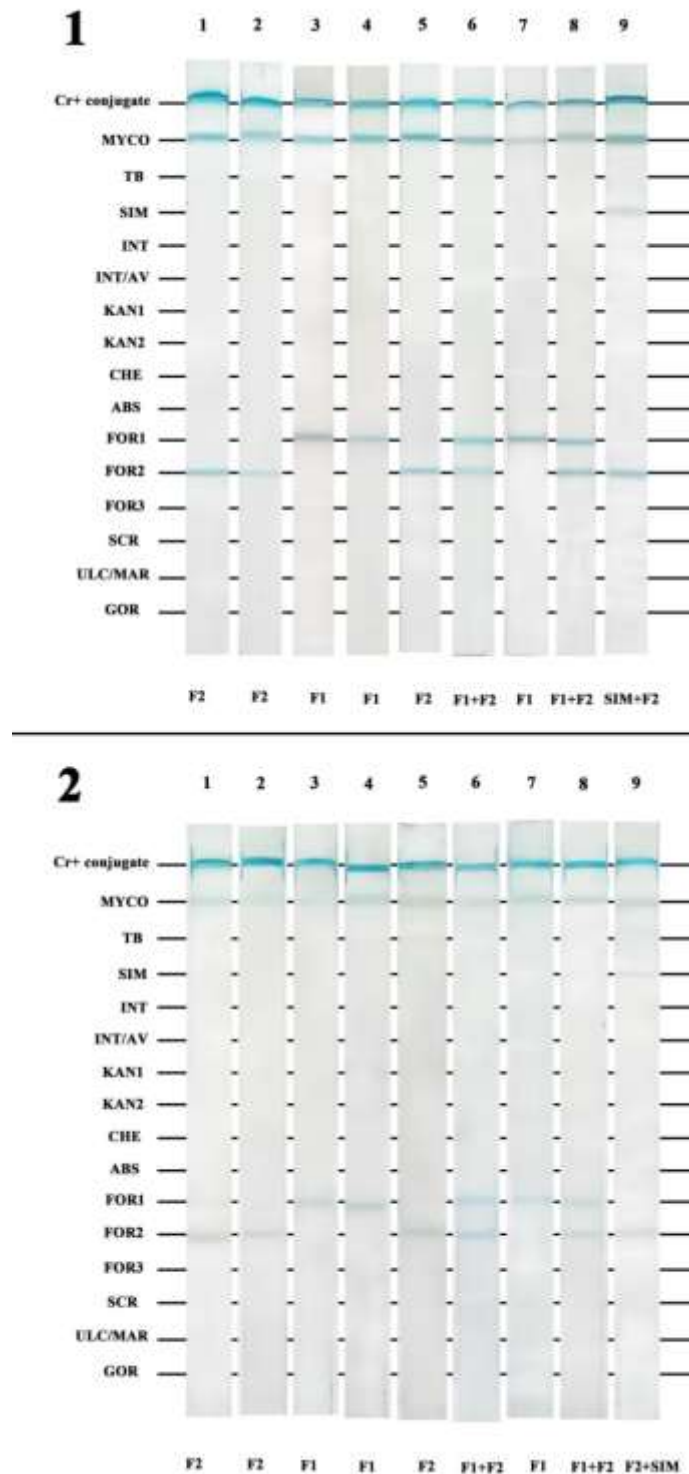 1
1 2 3 4 5 6 7 8 9
Cr+ conjugate
MYCO
TB
SIM
INT
INT/AV
KAN1
KAN2
CHE
ABS
FOR1
FOR2
FOR3
SCR
ULC/MAR
GOR
F2 F2 F1 F1 F2 F1+F2 F1 F1+F2 SIM+F2
2
1 2 3 4 5 6 7 8 9
Cr+ conjugate
MYCO
TB
SIM
INT
INT/AV
KAN1
KAN2
CHE
ABS
FOR1
FOR2
FOR3
SCR
ULC/MAR
GOR
F2 F2 F1 F1 F2 F1+F2 F1 F1+F2 F2+SIM